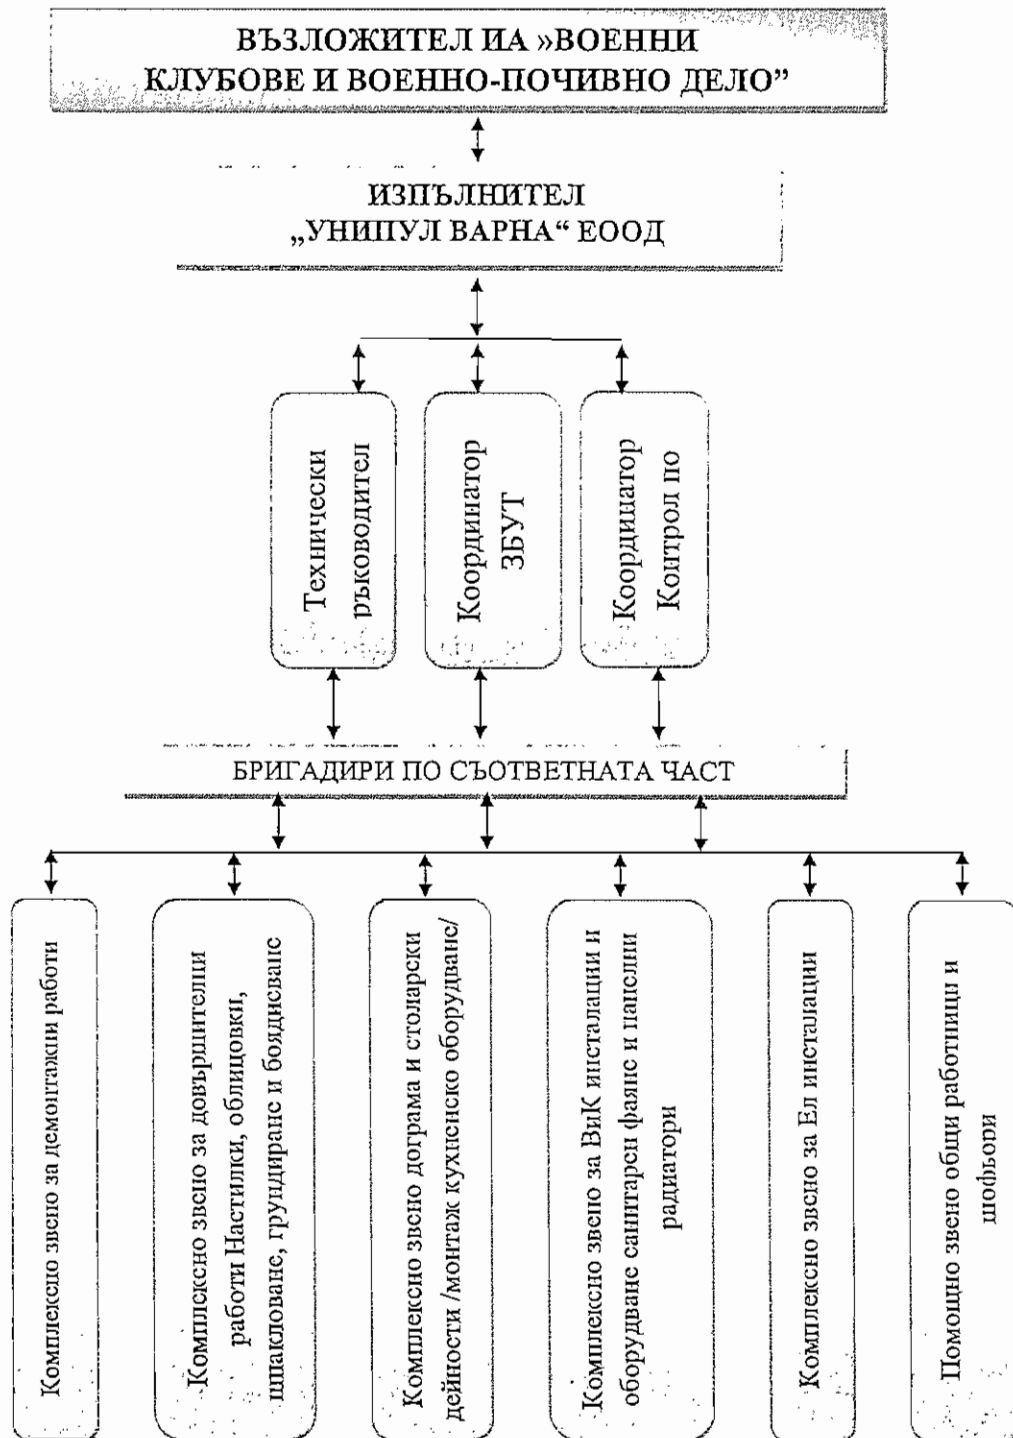 ВЪЗЛОЖИТЕЛ ИА »ВОЕННИ
КЛУБОВЕ И ВОЕННО-ПОЧИВНО ДЕЛО”
ИЗПЪЛНИТЕЛ
„УНИПУЛ ВАРНА“ ЕООД
Технически
ръководител
Координатор
ЗБУТ
Координатор
Контрол по
БРИГАДИРИ ПО СЪОТВЕТНАТА ЧАСТ
Комплексно звено за демонтажни работи
Комплексно звено за довършителни
работи Настилки, облицовки,
шпакловане, грундиране и боядисване
Комплексно звено дограма и столарски
дейности /монтаж кухненско оборудване/
Комплексно звено за ВиК инсталации и
оборудване санитарен фаянс и панелни
радиатори
Комплексно звено за Ел инсталации
Помощно звено общи работници и
шофьори